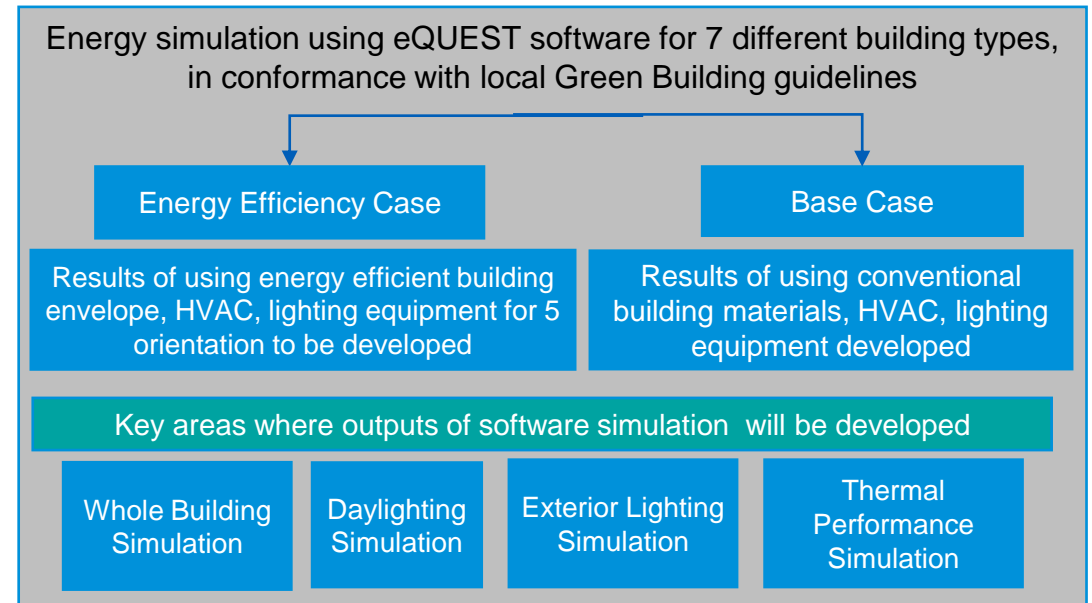 Energy simulation using eQUEST software for 7 different building types,
in conformance with local Green Building guidelines
Energy Efficiency Case
Base Case
Results of using energy efficient building
envelope, HVAC, lighting equipment for 5
orientation to be developed
Results of using conventional
building materials, HVAC, lighting
equipment developed
Key areas where outputs of software simulation will be developed
Whole Building
Simulation
Daylighting
Simulation
Exterior Lighting
Simulation
Thermal
Performance
Simulation